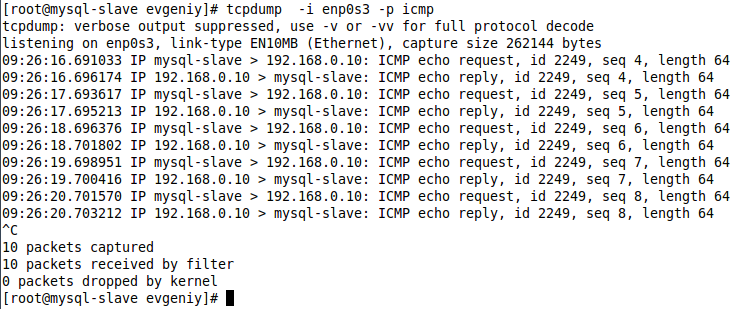 [root@mysql-slave evgeniy]# tcpdump  -i enp0s3 -p icmp
tcpdump: verbose output suppressed, use -v or -vv for full protocol decode
listening on enp0s3, link-type EN10MB (Ethernet), capture size 262144 bytes
09:26:16.691033 IP mysql-slave > 192.168.0.10: ICMP echo request, id 2249, seq 4, length 64
09:26:16.696174 IP 192.168.0.10 > mysql-slave: ICMP echo reply, id 2249, seq 4, length 64
09:26:17.693617 IP mysql-slave > 192.168.0.10: ICMP echo request, id 2249, seq 5, length 64
09:26:17.695213 IP 192.168.0.10 > mysql-slave: ICMP echo reply, id 2249, seq 5, length 64
09:26:18.696376 IP mysql-slave > 192.168.0.10: ICMP echo request, id 2249, seq 6, length 64
09:26:18.701802 IP 192.168.0.10 > mysql-slave: ICMP echo reply, id 2249, seq 6, length 64
09:26:19.698951 IP mysql-slave > 192.168.0.10: ICMP echo request, id 2249, seq 7, length 64
09:26:19.700416 IP 192.168.0.10 > mysql-slave: ICMP echo reply, id 2249, seq 7, length 64
09:26:20.701570 IP mysql-slave > 192.168.0.10: ICMP echo request, id 2249, seq 8, length 64
09:26:20.703212 IP 192.168.0.10 > mysql-slave: ICMP echo reply, id 2249, seq 8, length 64
^C
10 packets captured
10 packets received by filter
0 packets dropped by kernel
[root@mysql-slave evgeniy]#